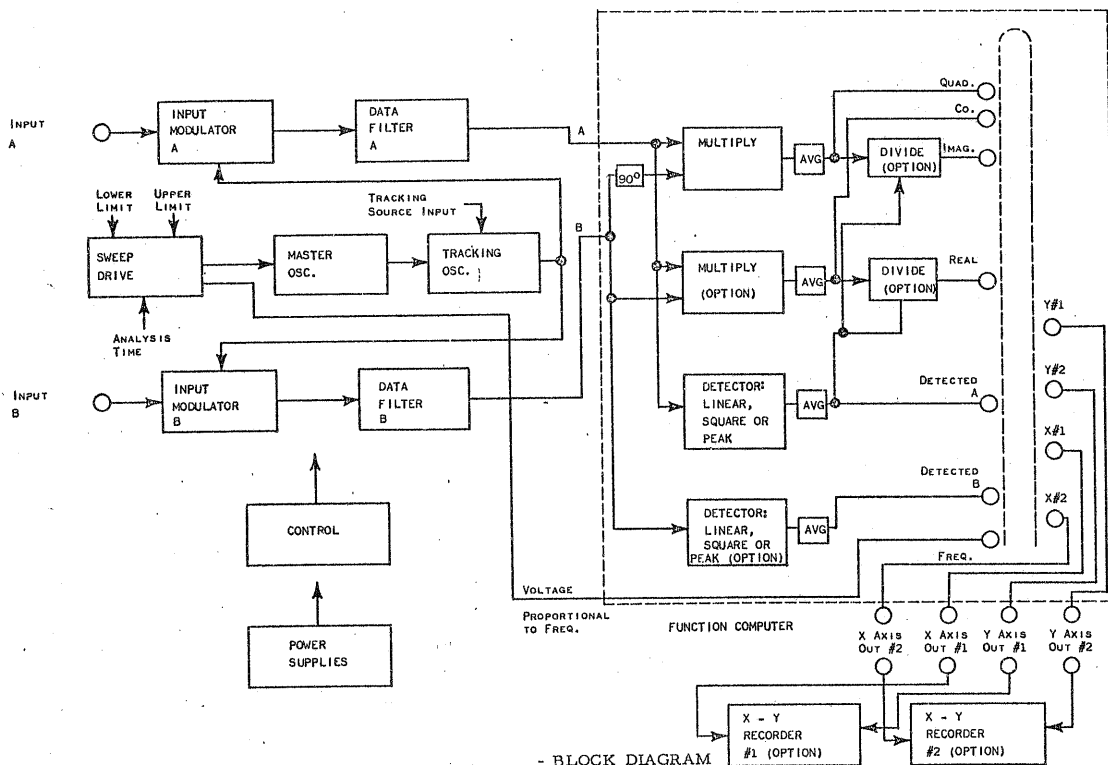 INPUT
A
INPUT
MODULATOR
A
DATA
FILTER
A
A
LOWER
LIMIT
UPPER
LIMIT
TRACKING
SOURCE INPUT
SWEEP
DRIVE
MASTER
OSC.
TRACKING
OSC.
B
ANALYSIS
TIME
INPUT
B
INPUT
MODULATOR
B
DATA
FILTER
B
CONTROL
POWER
SUPPLIES
VOLTAGE
PROPORTIONAL
TO FREQ.
90°
MULTIPLY
AVG
DIVIDE
(OPTION)
QUAD.
CO.
IMAG.
MULTIPLY
(OPTION)
AVG
DIVIDE
(OPTION)
REAL
DETECTOR:
LINEAR,
SQUARE OR
PEAK
AVG
DETECTED
A
DETECTOR:
LINEAR,
SQUARE OR
PEAK (OPTION)
AVG
DETECTED
B
FREQ.
Y#1
Y#2
X#1
X#2
FUNCTION COMPUTER
X AXIS
OUT #2
X AXIS
OUT #1
Y AXIS
OUT #1
Y AXIS
OUT #2
X - Y
RECORDER
#1 (OPTION)
X - Y
RECORDER
#2 (OPTION)
- BLOCK DIAGRAM